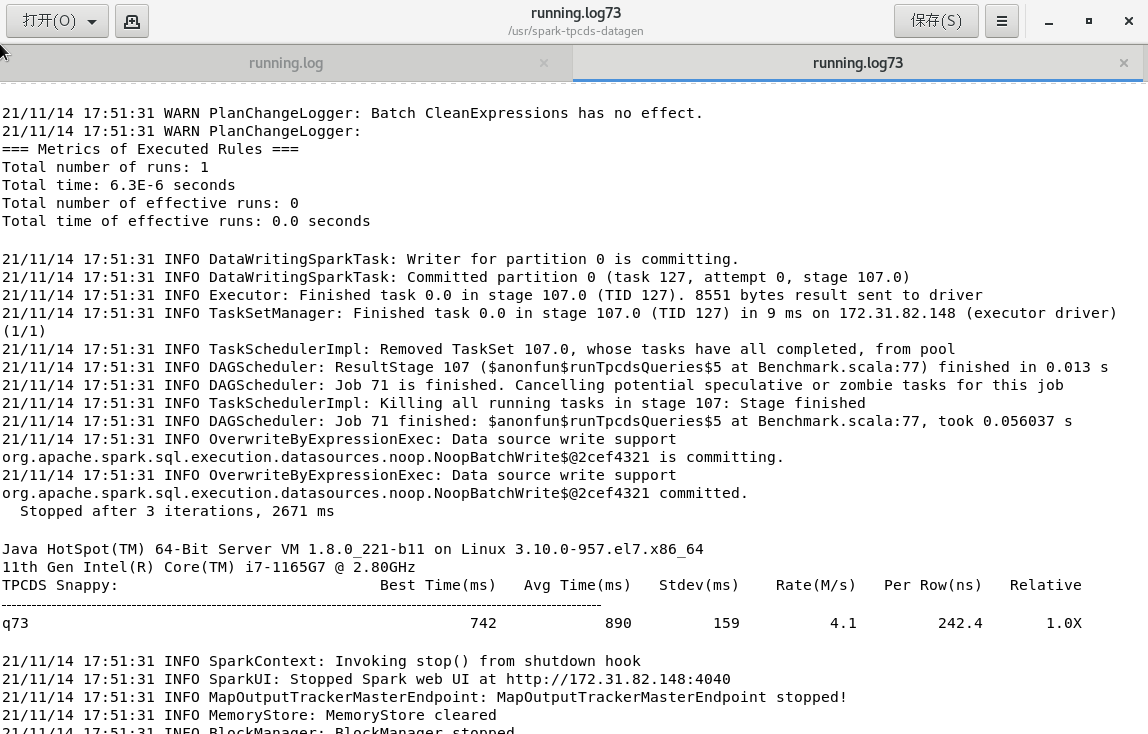 打开(O)
running.log73
/usr/spark-tpcds-datagen
保存(S)
running.log
running.log73
21/11/14 17:51:31 WARN PlanChangeLogger: Batch CleanExpressions has no effect.
21/11/14 17:51:31 WARN PlanChangeLogger:
=== Metrics of Executed Rules ===
Total number of runs: 1
Total time: 6.3E-6 seconds
Total number of effective runs: 0
Total time of effective runs: 0.0 seconds
21/11/14 17:51:31 INFO DataWritingSparkTask: Writer for partition 0 is committing.
21/11/14 17:51:31 INFO DataWritingSparkTask: Committed partition 0 (task 127, attempt 0, stage 107.0)
21/11/14 17:51:31 INFO Executor: Finished task 0.0 in stage 107.0 (TID 127). 8551 bytes result sent to driver
21/11/14 17:51:31 INFO TaskSetManager: Finished task 0.0 in stage 107.0 (TID 127) in 9 ms on 172.31.82.148 (executor driver)
(1/1)
21/11/14 17:51:31 INFO TaskSchedulerImpl: Removed TaskSet 107.0, whose tasks have all completed, from pool
21/11/14 17:51:31 INFO DAGScheduler: ResultStage 107 ($anonfun$runTpcdsQueries$5 at Benchmark.scala:77) finished in 0.013 s
21/11/14 17:51:31 INFO DAGScheduler: Job 71 is finished. Cancelling potential speculative or zombie tasks for this job
21/11/14 17:51:31 INFO TaskSchedulerImpl: Killing all running tasks in stage 107: Stage finished
21/11/14 17:51:31 INFO DAGScheduler: Job 71 finished: $anonfun$runTpcdsQueries$5 at Benchmark.scala:77, took 0.056037 s
21/11/14 17:51:31 INFO OverwriteByExpressionExec: Data source write support
org.apache.spark.sql.execution.datasources.noop.NoopBatchWrite$@2cef4321 is committing.
21/11/14 17:51:31 INFO OverwriteByExpressionExec: Data source write support
org.apache.spark.sql.execution.datasources.noop.NoopBatchWrite$@2cef4321 committed.
  Stopped after 3 iterations, 2671 ms
Java HotSpot(TM) 64-Bit Server VM 1.8.0_221-b11 on Linux 3.10.0-957.el7.x86_64
11th Gen Intel(R) Core(TM) i7-1165G7 @ 2.80GHz
TPCDS Snappy: Best Time(ms) Avg Time(ms) Stdev(ms) Rate(M/s) Per Row(ns) Relative
------------------------------------------------------------------------------------------------------------------------
q73 742 890 159 4.1 242.4 1.0X
21/11/14 17:51:31 INFO SparkContext: Invoking stop() from shutdown hook
21/11/14 17:51:31 INFO SparkUI: Stopped Spark web UI at http://172.31.82.148:4040
21/11/14 17:51:31 INFO MapOutputTrackerMasterEndpoint: MapOutputTrackerMasterEndpoint stopped!
21/11/14 17:51:31 INFO MemoryStore: MemoryStore cleared
21/11/14 17:51:31 INFO BlockManager: BlockManager stopped